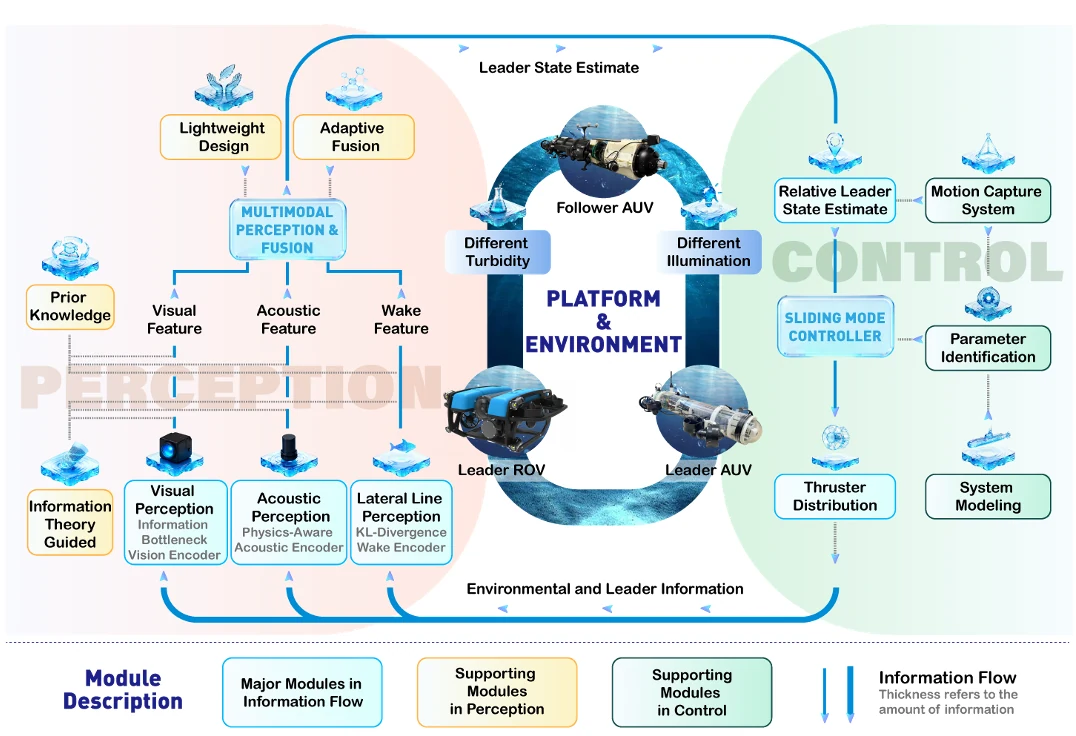 Leader State Estimate
Lightweight
Design
Adaptive
Fusion
MULTIMODAL
PERCEPTION &
FUSION
Prior
Knowledge
Visual
Feature
Acoustic
Feature
Wake
Feature
PERCEPTION
Information
Theory
Guided
Visual
Perception
Information
Bottleneck
Vision Encoder
Acoustic
Perception
Physics-Aware
Acoustic Encoder
Lateral Line
Perception
KL-Divergence
Wake Encoder
Follower AUV
Different
Turbidity
Different
Illumination
PLATFORM
&
ENVIRONMENT
Leader ROV
Leader AUV
Relative Leader
State Estimate
Motion Capture
System
CONTROL
SLIDING MODE
CONTROLLER
Parameter
Identification
Thruster
Distribution
System
Modeling
Environmental and Leader Information
Module
Description
Major Modules in
Information Flow
Supporting
Modules
in Perception
Supporting
Modules
in Control
Information Flow
Thickness refers to the
amount of information